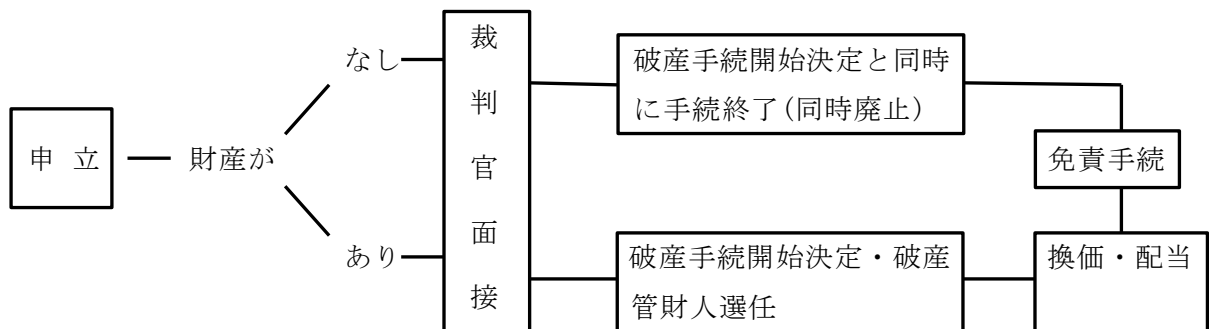 申 立
財産が
なし
あり
裁判官面接
破産手続開始決定と同時
に手続終了(同時廃止)
免責手続
破産手続開始決定・破産
管財人選任
換価・配当